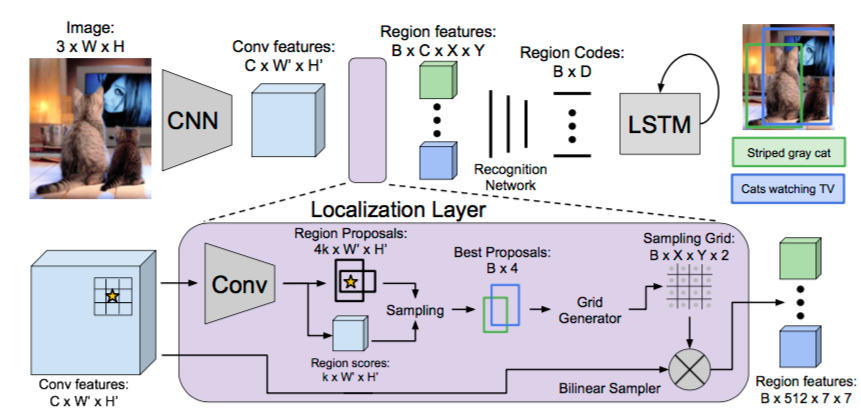 Image:
3 x W x H
CNN
Conv features:
C x W' x H'
Region features:
B x C x X x Y
Recognition
Network
Region Codes:
B x D
LSTM
Striped gray cat
Cats watching TV
Localization Layer
Conv features:
C x W' x H'
Conv
Region Proposals:
4k x W' x H'
Region scores:
k x W' x H'
Sampling
Best Proposals:
B x 4
Grid
Generator
Sampling Grid:
B x X x Y x 2
Bilinear Sampler
Region features:
B x 512 x 7 x 7